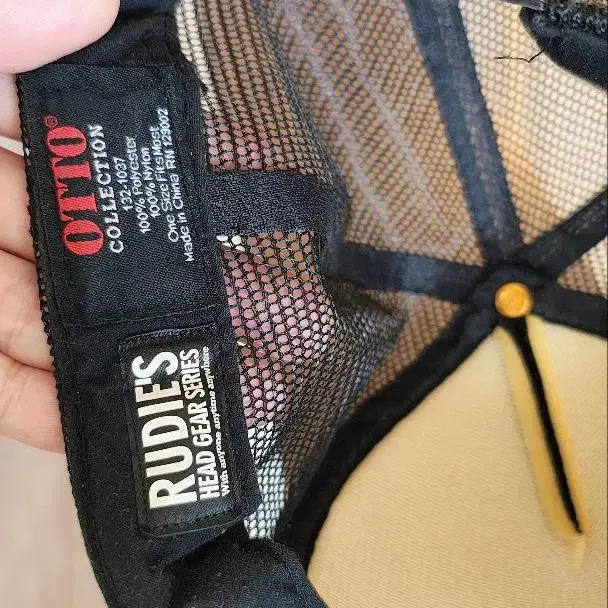 OTTO®
COLLECTION
132-1037
100% Polyester
100% Nylon
One Size Fits Most
Made in China RN 129002
RUDIE'S
HEAD GEAR SERIES
With anyone anytime anywhere